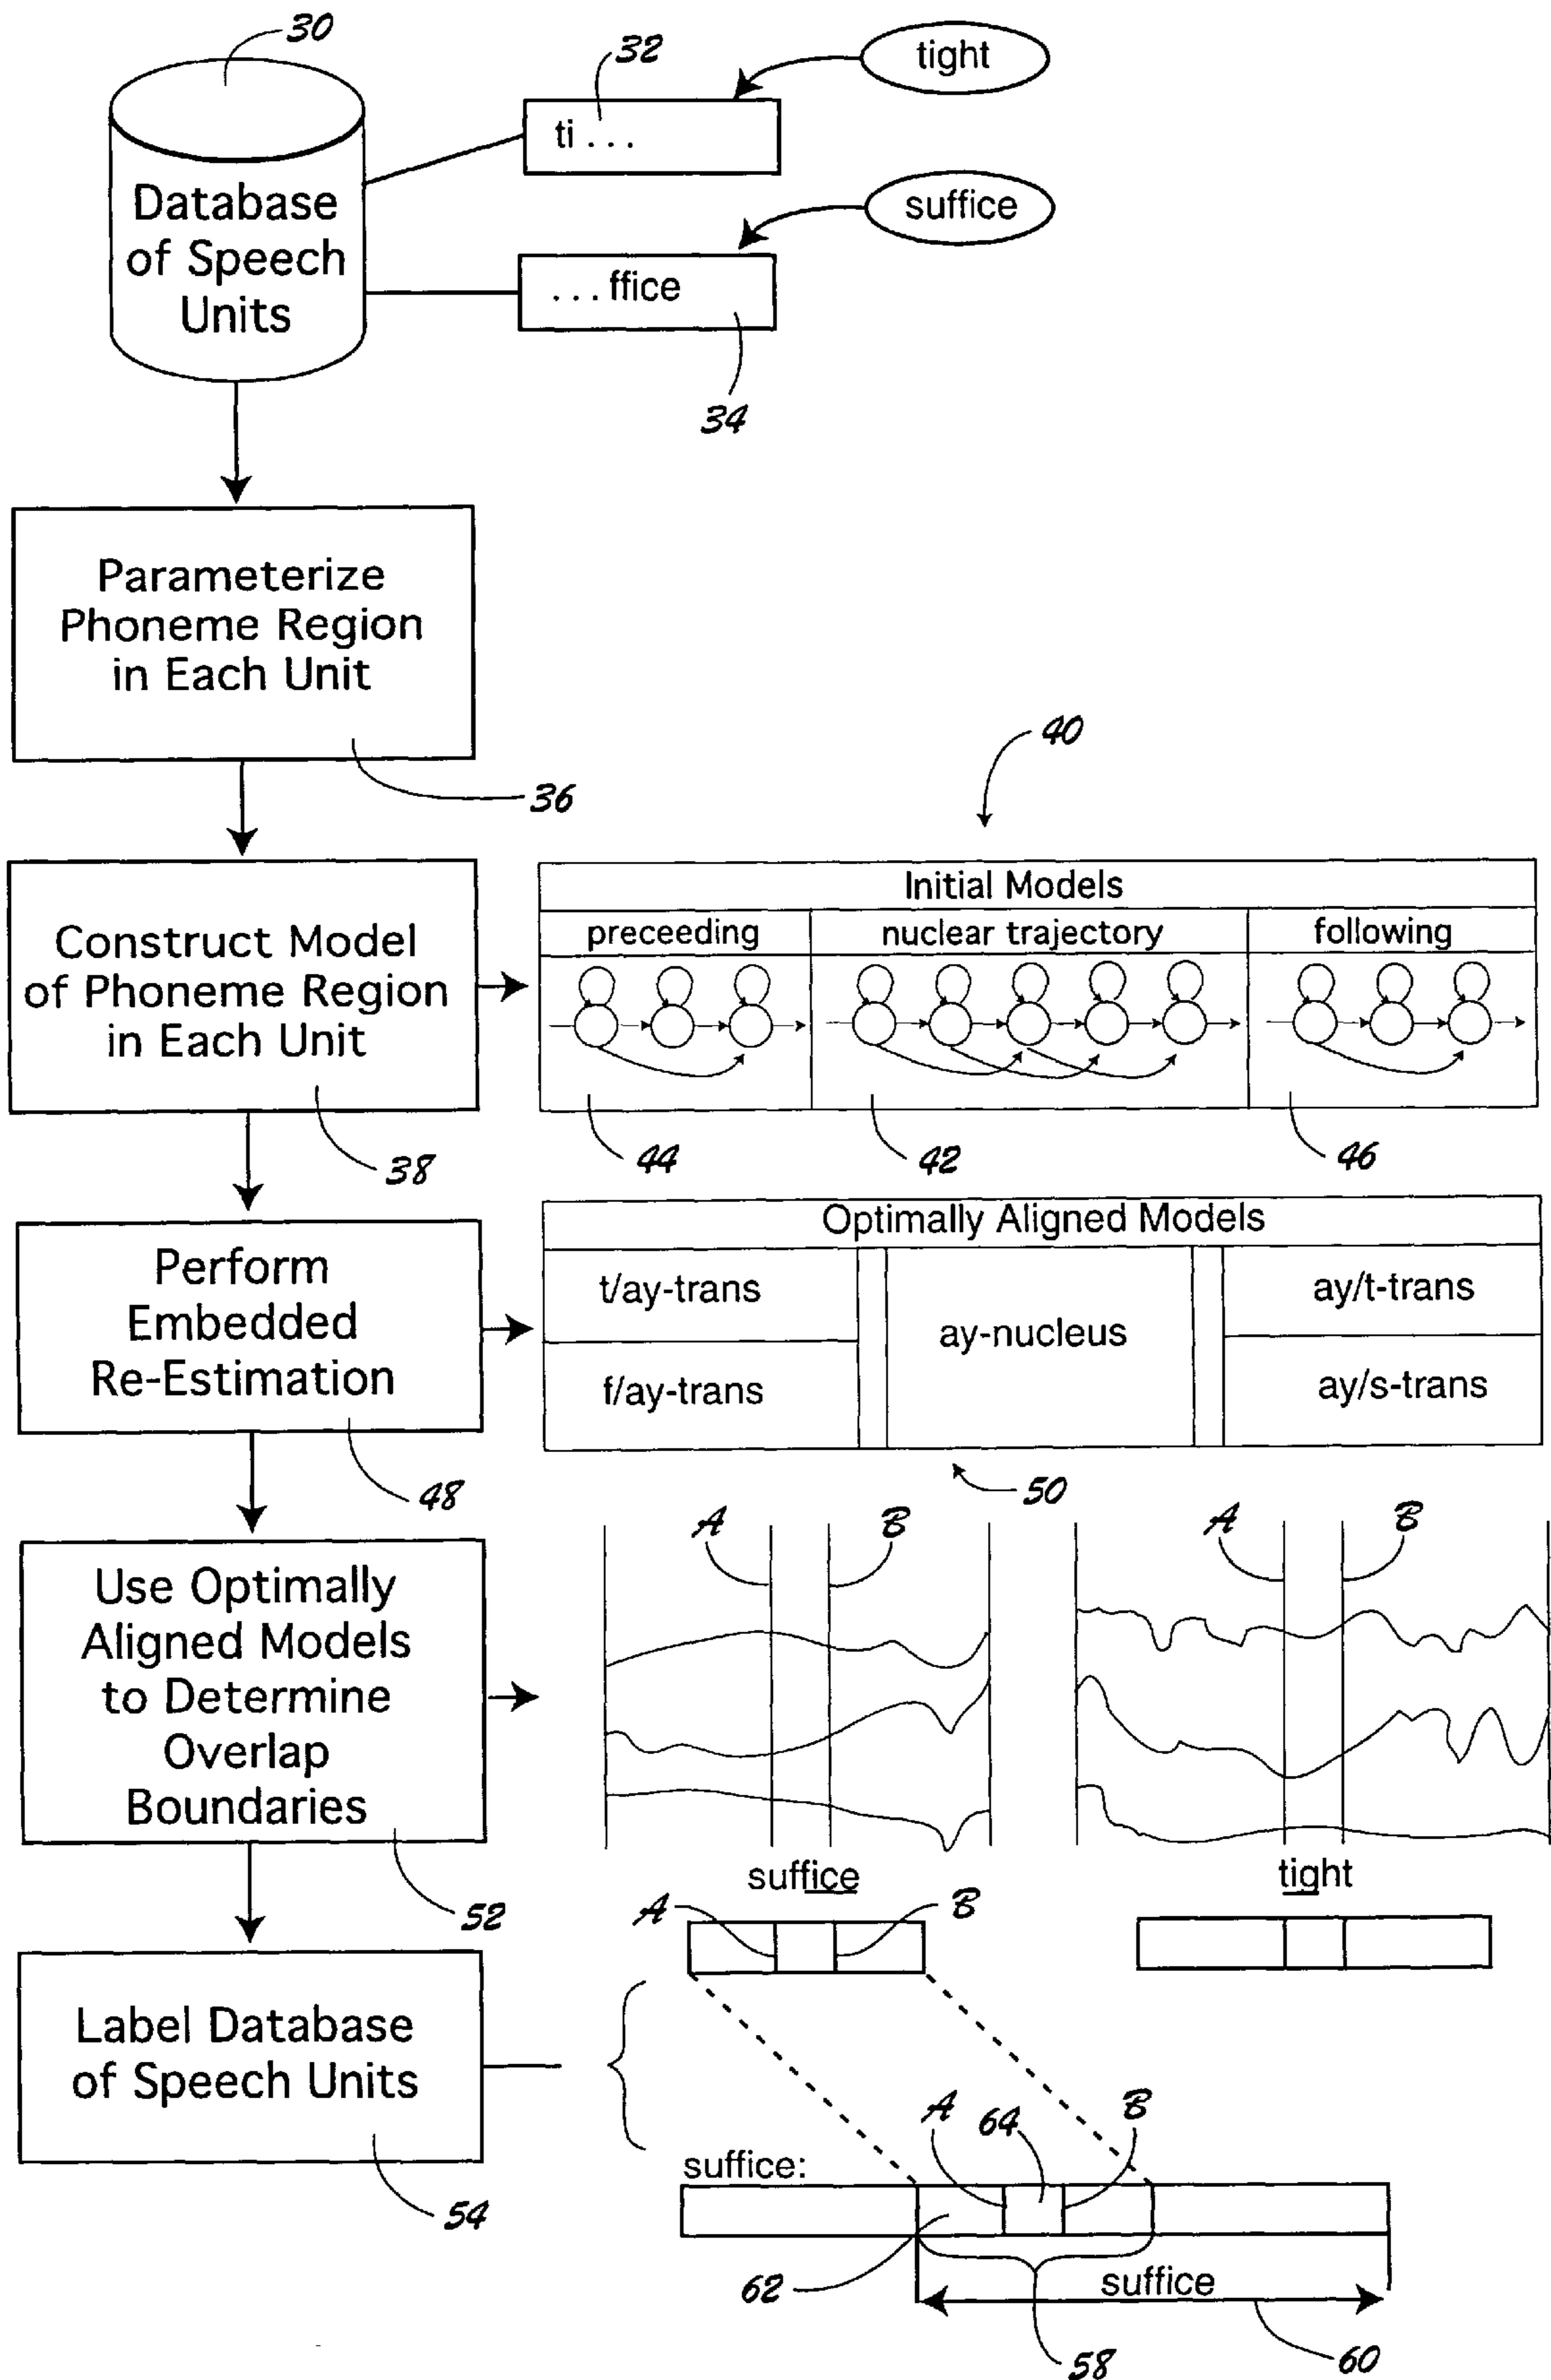 30
32
tight
ti . . .
Database
of Speech
Units
suffice
. . . ffice
34
Parameterize
Phoneme Region
in Each Unit
36
40
Construct Model
of Phoneme Region
in Each Unit
38
Initial Models
preceeding
nuclear trajectory
following
44
42
46
Perform
Embedded
Re-Estimation
48
Optimally Aligned Models
t/ay-trans
ay-nucleus
ay/t-trans
f/ay-trans
ay/s-trans
50
Use Optimally
Aligned Models
to Determine
Overlap
Boundaries
52
A
B
A
B
suffice
tight
A
B
Label Database
of Speech Units
54
A
64
B
suffice:
62
58
suffice
60